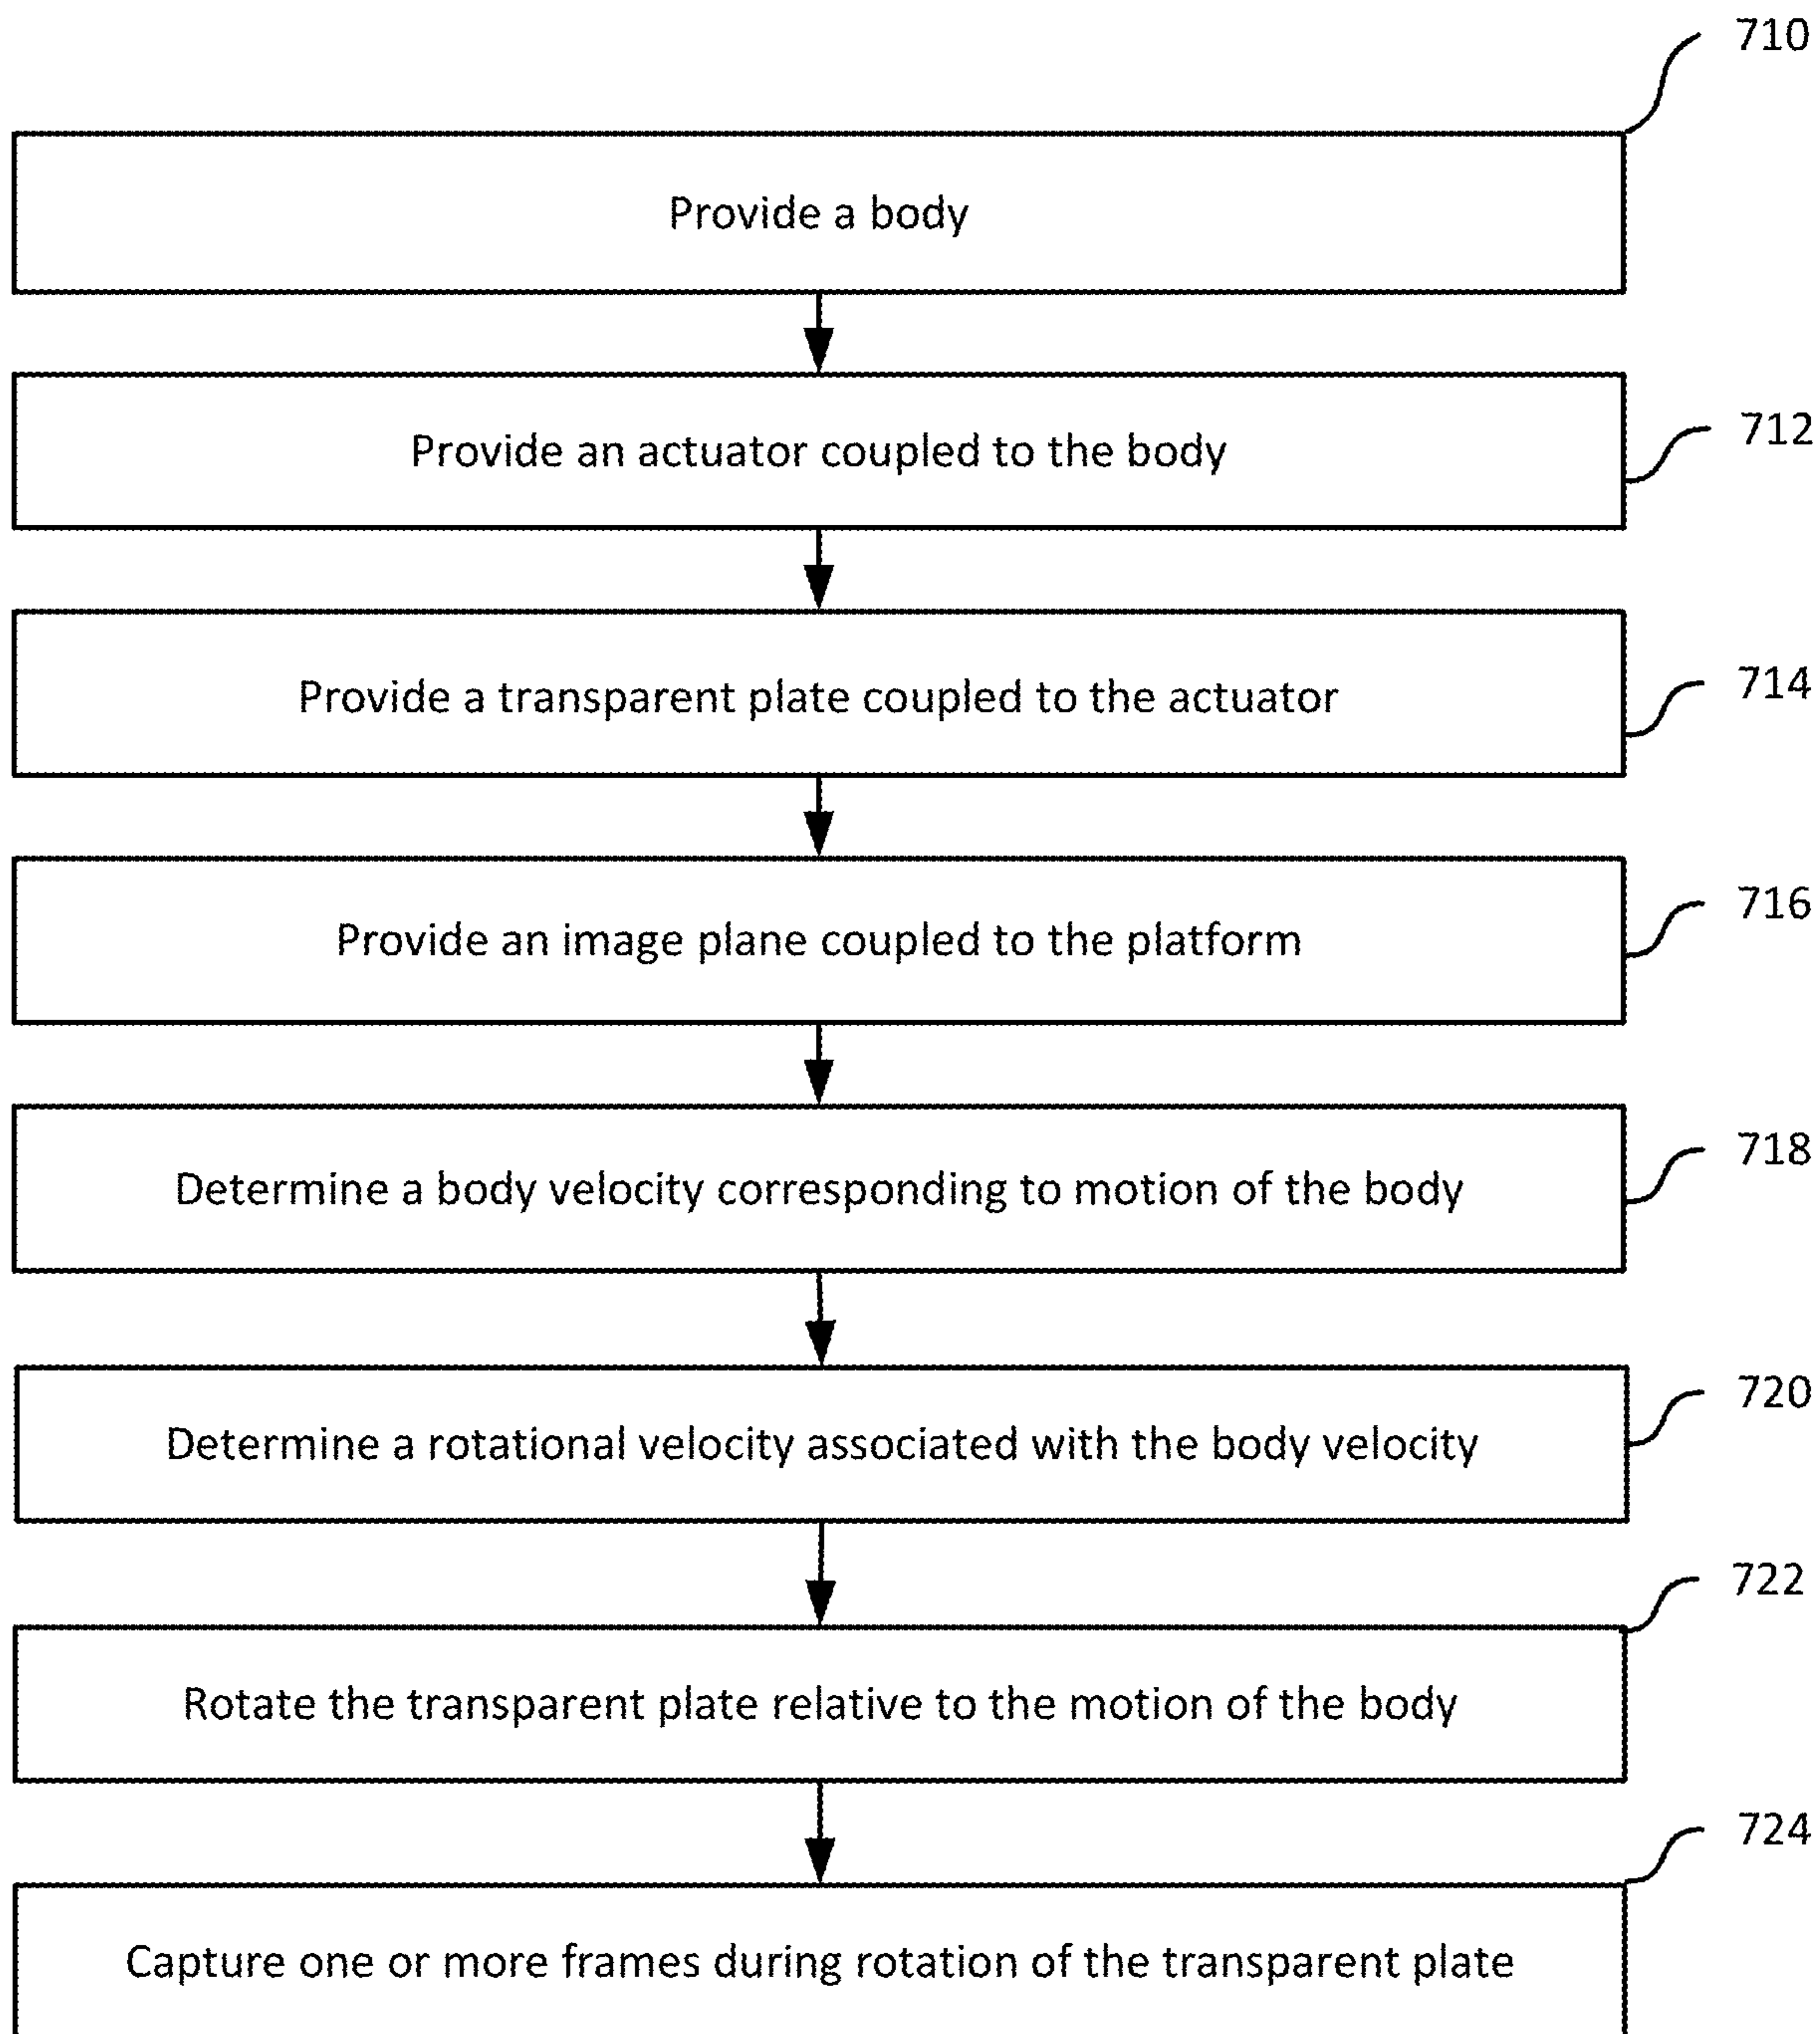 710
Provide a body
Provide an actuator coupled to the body
712
Provide a transparent plate coupled to the actuator
714
Provide an image plane coupled to the platform
716
Determine a body velocity corresponding to motion of the body
718
Determine a rotational velocity associated with the body velocity
720
722
Rotate the transparent plate relative to the motion of the body
724
Capture one or more frames during rotation of the transparent plate